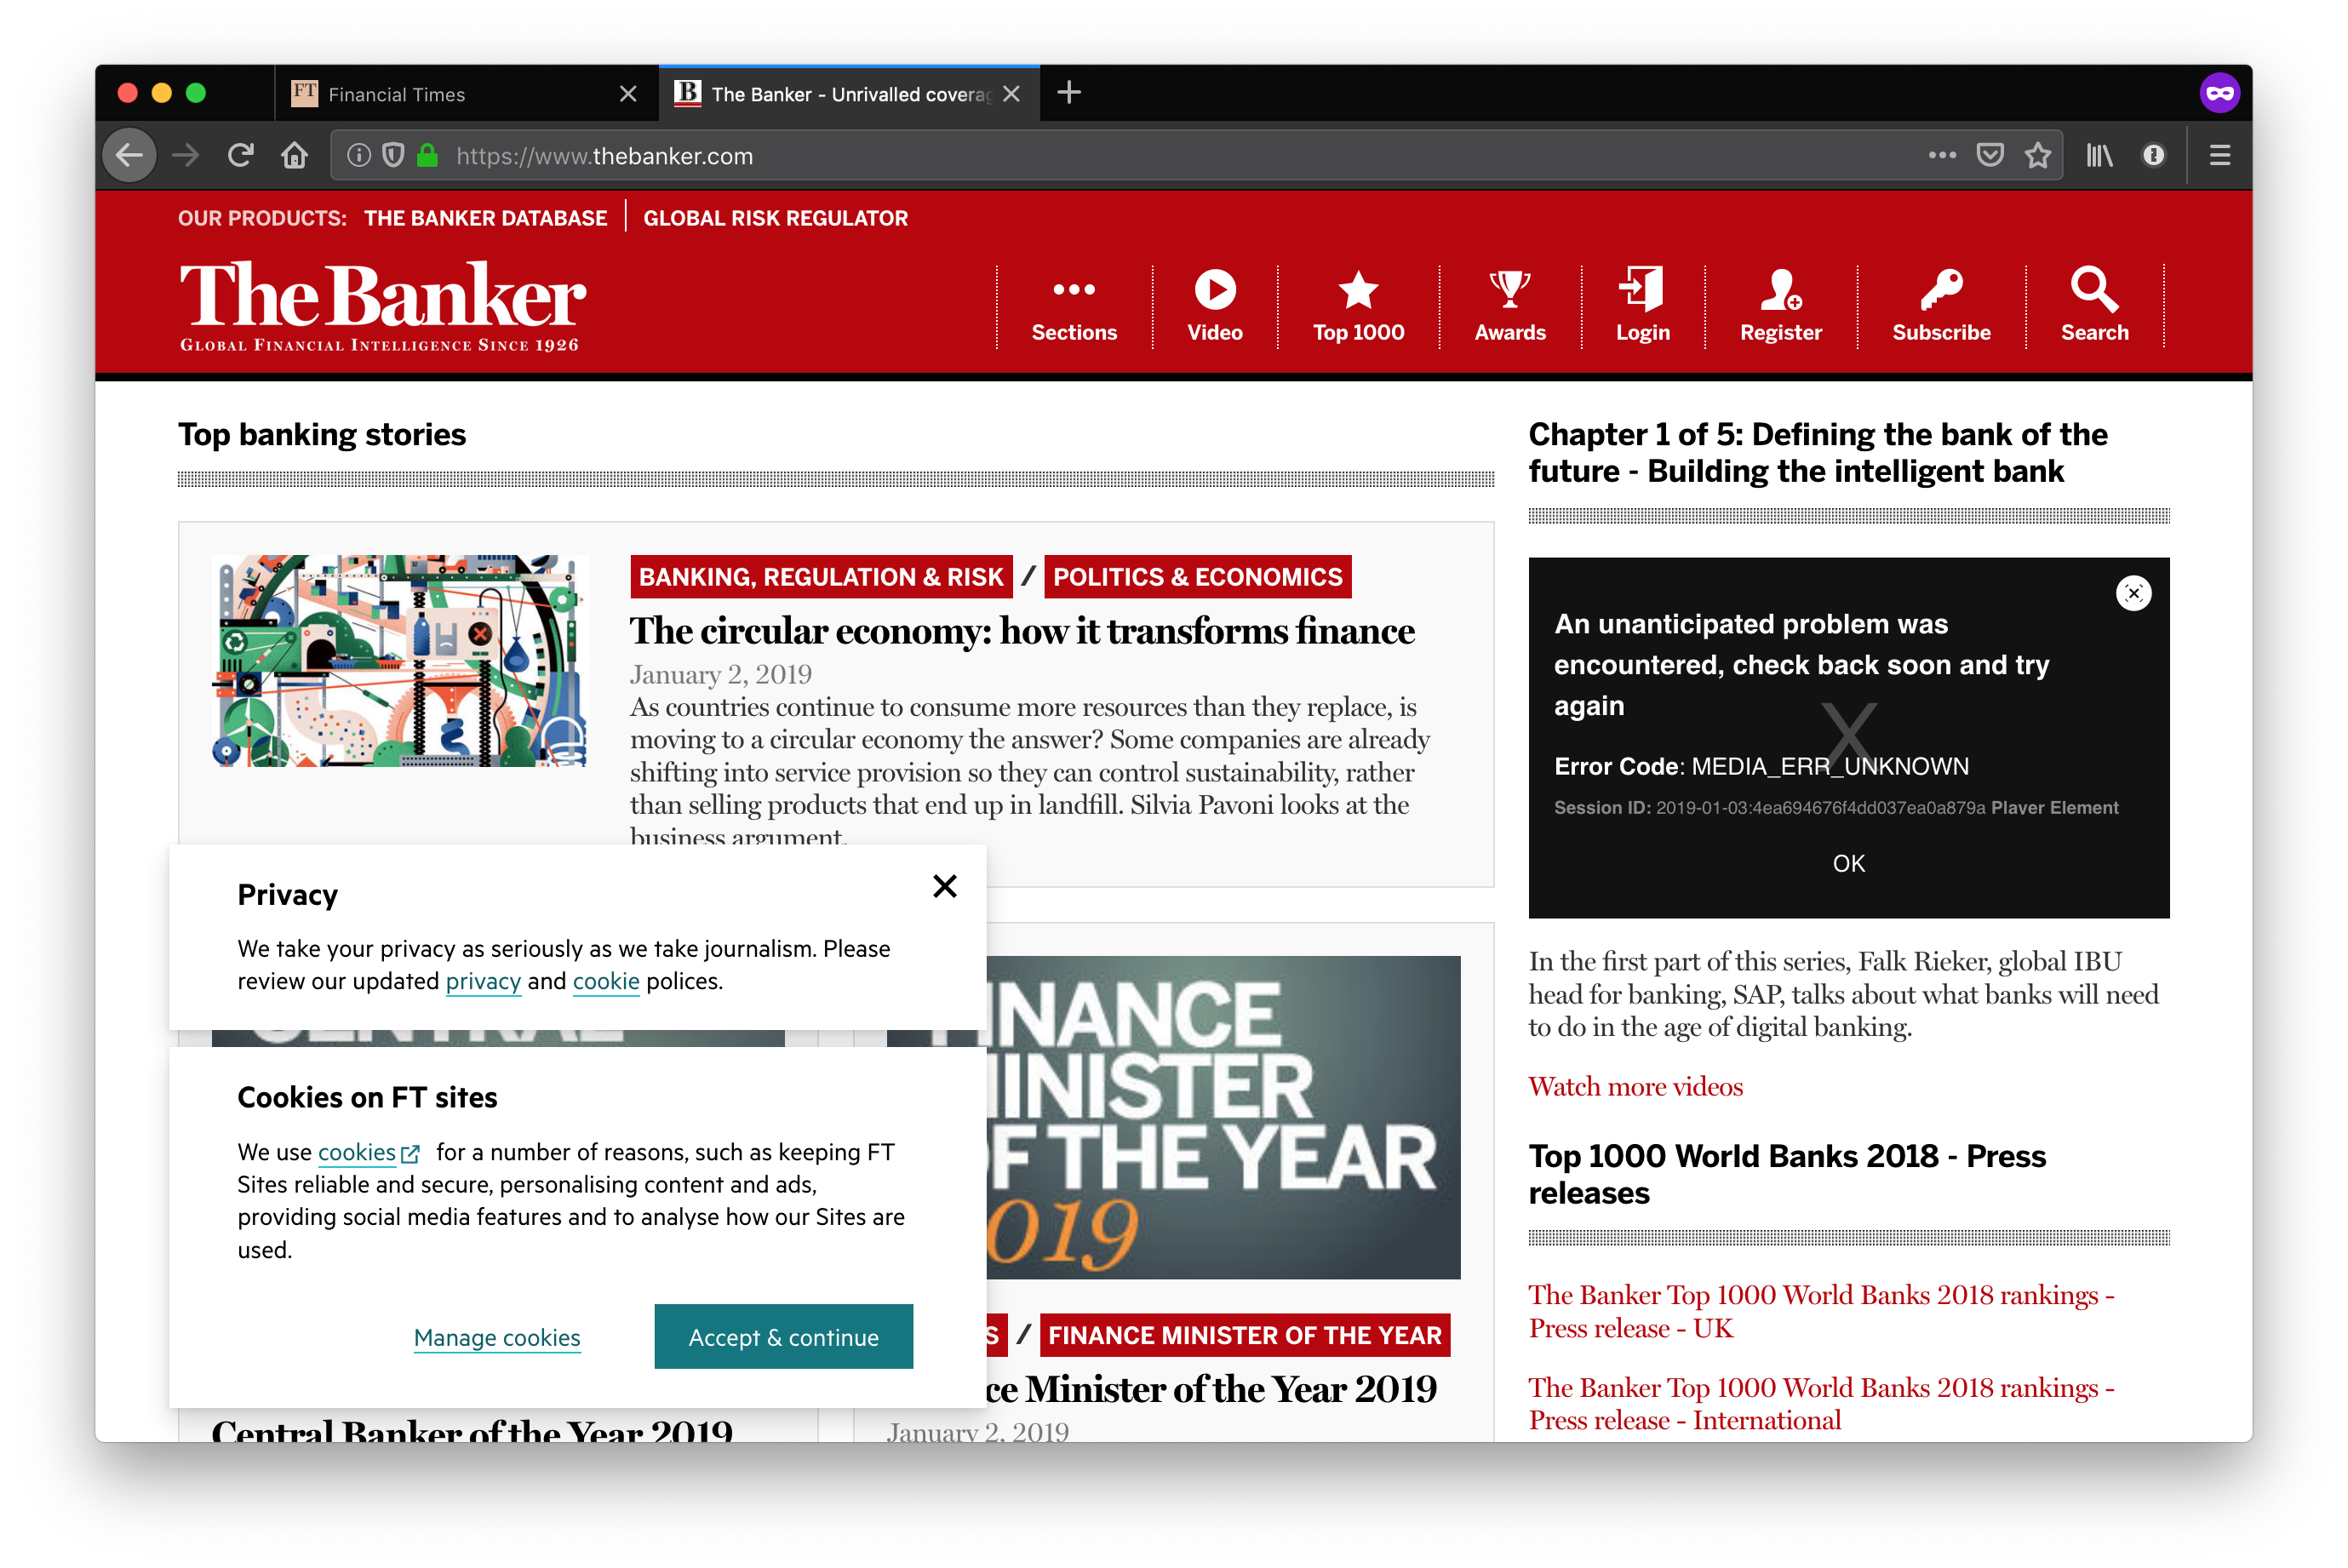 FT Financial Times
B The Banker - Unrivalled coverag
https://www.thebanker.com
OUR PRODUCTS: THE BANKER DATABASE GLOBAL RISK REGULATOR
The Banker
GLOBAL FINANCIAL INTELLIGENCE SINCE 1926
Sections
Video
Top 1000
Awards
Login
Register
Subscribe
Search
Top banking stories
BANKING, REGULATION & RISK / POLITICS & ECONOMICS
The circular economy: how it transforms finance
January 2, 2019
As countries continue to consume more resources than they replace, is
moving to a circular economy the answer? Some companies are already
shifting into service provision so they can control sustainability, rather
than selling products that end up in landfill. Silvia Pavoni looks at the
business argument.
Privacy
We take your privacy as seriously as we take journalism. Please
review our updated privacy and cookie polices.
CENTRAL
Cookies on FT sites
We use cookies for a number of reasons, such as keeping FT
Sites reliable and secure, personalising content and ads,
providing social media features and to analyse how our Sites are
used.
Manage cookies
Accept & continue
Central Banker of the Year 2019
INANCE
INISTER
OF THE YEAR
019
S / FINANCE MINISTER OF THE YEAR
ce Minister of the Year 2019
January 2, 2019
Chapter 1 of 5: Defining the bank of the
future - Building the intelligent bank
An unanticipated problem was
encountered, check back soon and try
again
X
Error Code: MEDIA_ERR_UNKNOWN
Session ID: 2019-01-03:4ea694676f4dd037ea0a879a Player Element
OK
In the first part of this series, Falk Rieker, global IBU
head for banking, SAP, talks about what banks will need
to do in the age of digital banking.
Watch more videos
Top 1000 World Banks 2018 - Press
releases
The Banker Top 1000 World Banks 2018 rankings -
Press release - UK
The Banker Top 1000 World Banks 2018 rankings -
Press release - International